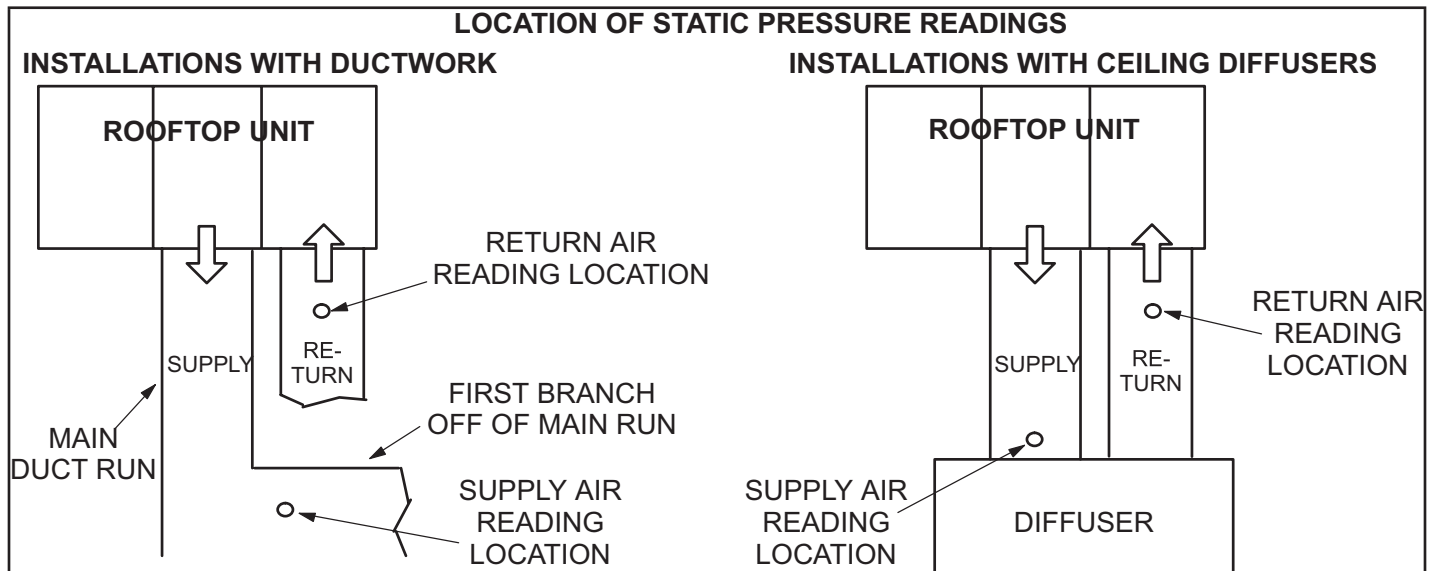 LOCATION OF STATIC PRESSURE READINGS
INSTALLATIONS WITH DUCTWORK
ROOFTOP UNIT
RETURN AIR
READING LOCATION
SUPPLY
RE-
TURN
FIRST BRANCH
OFF OF MAIN RUN
MAIN
DUCT RUN
SUPPLY AIR
READING
LOCATION
INSTALLATIONS WITH CEILING DIFFUSERS
ROOFTOP UNIT
RETURN AIR
READING
LOCATION
SUPPLY
RE-
TURN
SUPPLY AIR
READING
LOCATION
DIFFUSER